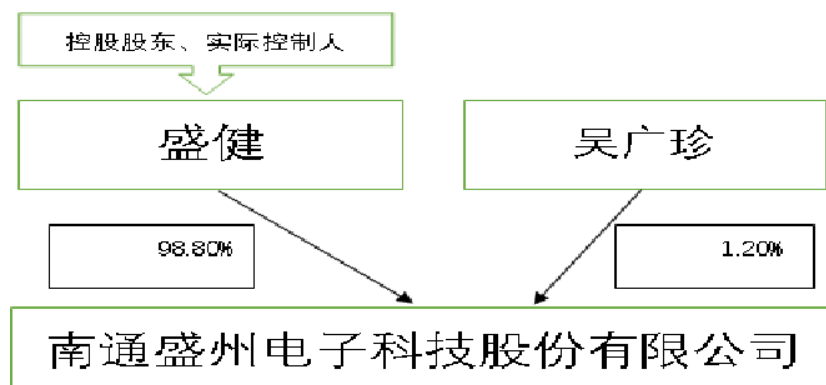 控股股东、实际控制人
盛健
吴广珍
98.80%
1.20%
南通盛州电子科技股份有限公司